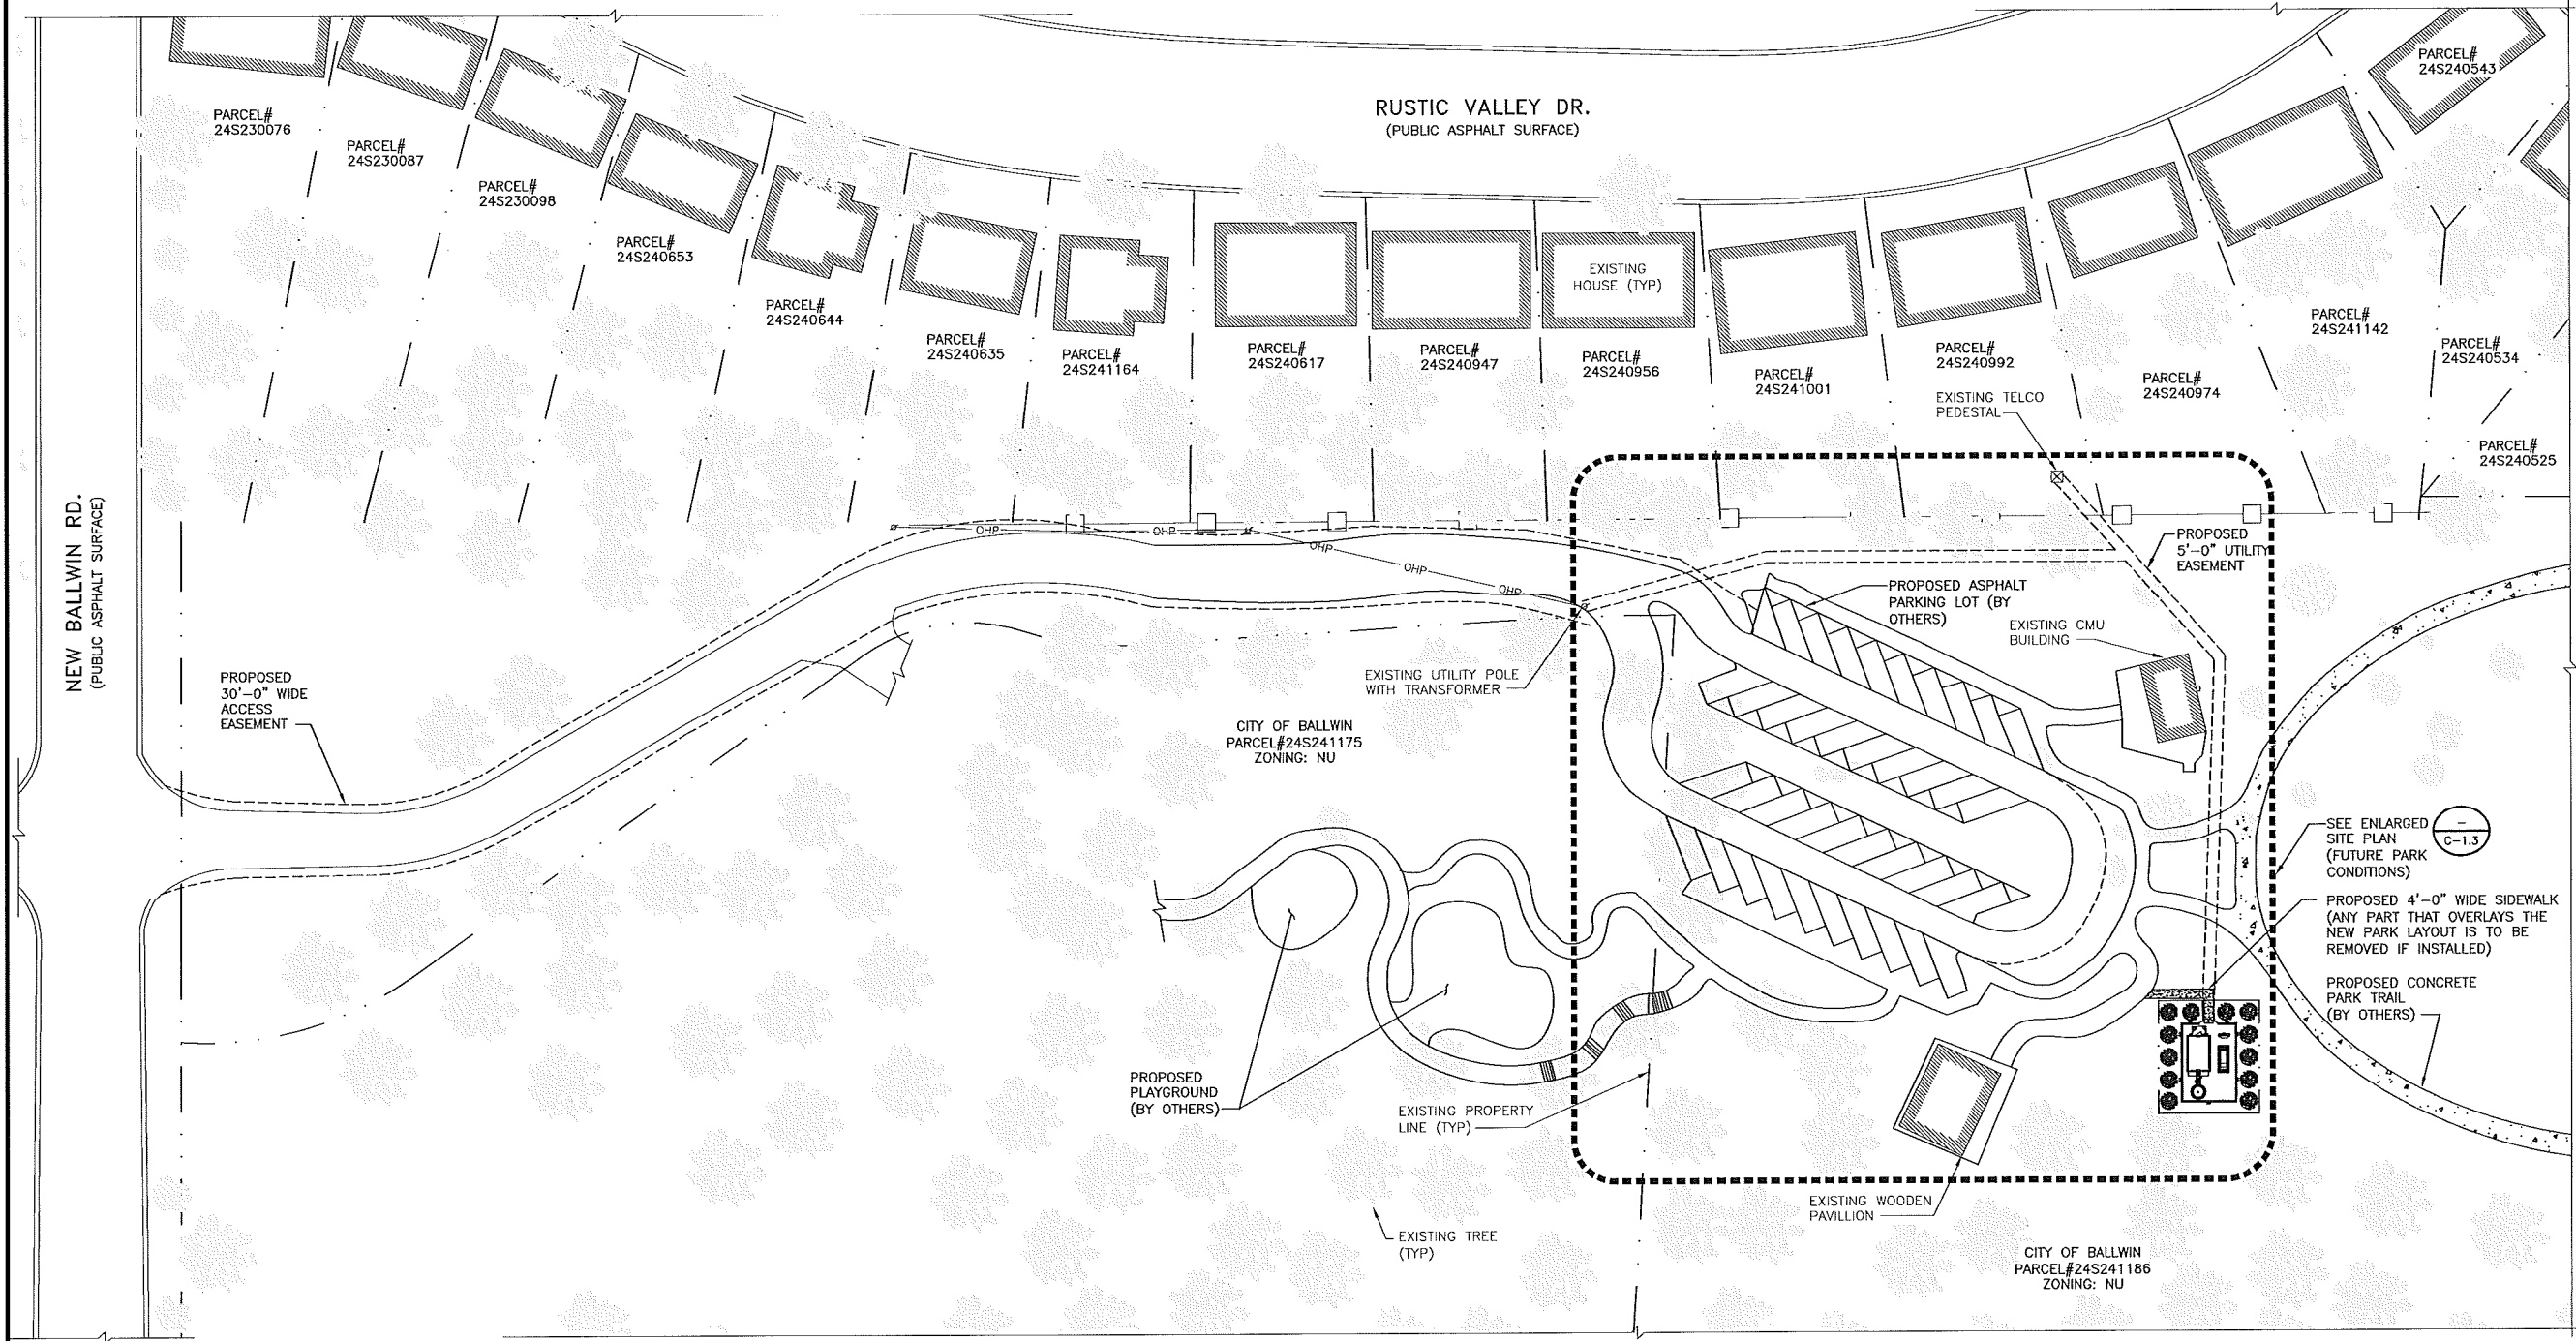 RUSTIC VALLEY DR.
(PUBLIC ASPHALT SURFACE)
PARCEL#
24S240543
PARCEL#
24S230076
PARCEL#
24S230087
PARCEL#
24S230098
PARCEL#
24S240653
PARCEL#
24S240644
PARCEL#
24S240635
PARCEL#
24S241164
PARCEL#
24S240617
PARCEL#
24S240947
EXISTING
HOUSE (TYP)
PARCEL#
24S240956
PARCEL#
24S241001
PARCEL#
24S240992
PARCEL#
24S240974
PARCEL#
24S241142
PARCEL#
24S240534
PARCEL#
24S240525
EXISTING TELCO
PEDESTAL
NEW BALLWIN RD.
(PUBLIC ASPHALT SURFACE)
OHP
OHP
OHP
OHP
OHP
PROPOSED
5'-0" UTILITY
EASEMENT
PROPOSED ASPHALT
PARKING LOT (BY
OTHERS)
EXISTING CMU
BUILDING
EXISTING UTILITY POLE
WITH TRANSFORMER
PROPOSED
30'-0" WIDE
ACCESS
EASEMENT
CITY OF BALLWIN
PARCEL#24S241175
ZONING: NU
SEE ENLARGED
SITE PLAN
(FUTURE PARK
CONDITIONS)
-
C-1.3
PROPOSED 4'-0" WIDE SIDEWALK
(ANY PART THAT OVERLAYS THE
NEW PARK LAYOUT IS TO BE
REMOVED IF INSTALLED)
PROPOSED CONCRETE
PARK TRAIL
(BY OTHERS)
PROPOSED
PLAYGROUND
(BY OTHERS)
EXISTING PROPERTY
LINE (TYP)
EXISTING WOODEN
PAVILLION
EXISTING TREE
(TYP)
CITY OF BALLWIN
PARCEL#24S241186
ZONING: NU